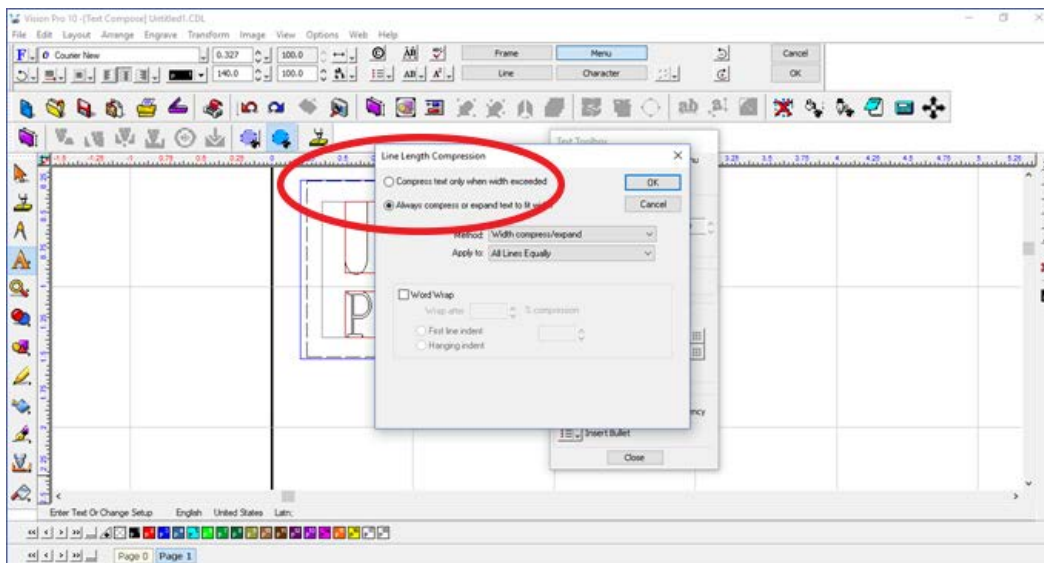 Vision Pro 10 -[Text Compose] Untitled1.CDL
File Edit Layout Arrange Engrave Transform Image View Options Web Help
Courier New 0.327 100.0 Frame Menu Cancel
140.0 100.0 Line Character OK
Text Toolbox
Line Length Compression
Compress text only when width exceeded OK
Always compress or expand text to fit Cancel
Method: Width compress/expand
Apply to: All Lines Equally
Word Wrap
Wrap after % compression
First line indent
Hanging indent
U
P
Insert Bullet
Close
Enter Text Or Change Setup English United States Latn;
Page 0 Page 1